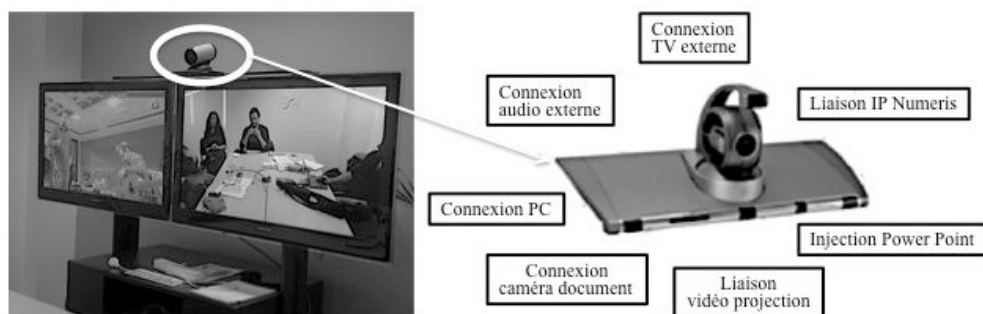 Connexion
TV externe
Connexion
audio externe
Liaison IP Numeris
Connexion PC
Injection Power Point
Connexion
caméra document
Liaison
vidéo projection